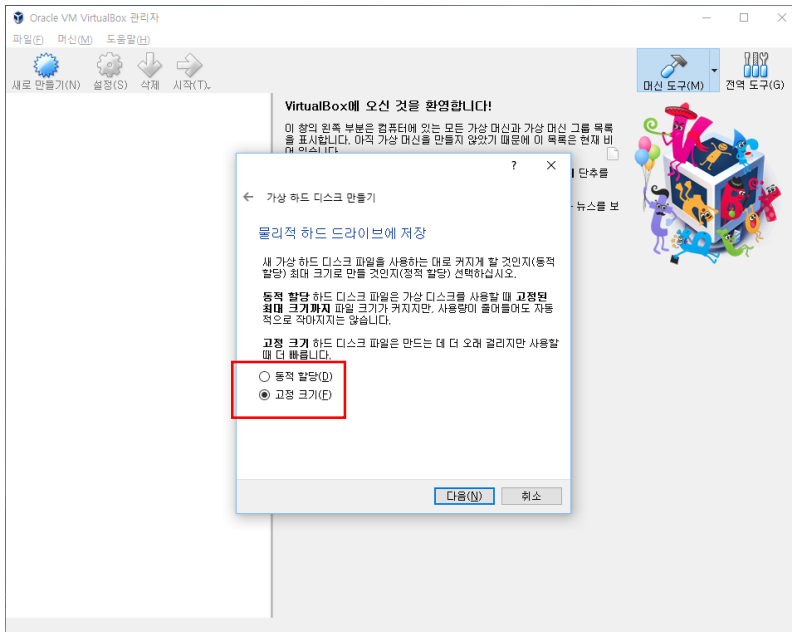 Oracle VM VirtualBox 관리자
파일(F) 머신(M) 도움말(H)
새로 만들기(N) 설정(S) 삭제 시작(T)
머신 도구(M) 전역 도구(G)
VirtualBox에 오신 것을 환영합니다!
이 창의 왼쪽 부분은 컴퓨터에 있는 모든 가상 머신과 가상 머신 그룹 목록
을 표시합니다. 아직 가상 머신을 만들지 않았기 때문에 이 목록은 현재 비
어 있습니다.
단추를
뉴스를 보
?
가상 하드 디스크 만들기
물리적 하드 드라이브에 저장
새 가상 하드 디스크 파일을 사용하는 대로 커지게 할 것인지(동적
할당) 최대 크기로 만들 것인지(정적 할당) 선택하십시오.
동적 할당 하드 디스크 파일은 가상 디스크를 사용할 때 고정된
최대 크기까지 파일 크기가 커지지만, 사용량이 줄어들어도 자동
적으로 작아지지는 않습니다.
고정 크기 하드 디스크 파일은 만드는 데 더 오래 걸리지만 사용할
때 더 빠릅니다.
동적 할당(D)
고정 크기(F)
다음(N) 취소